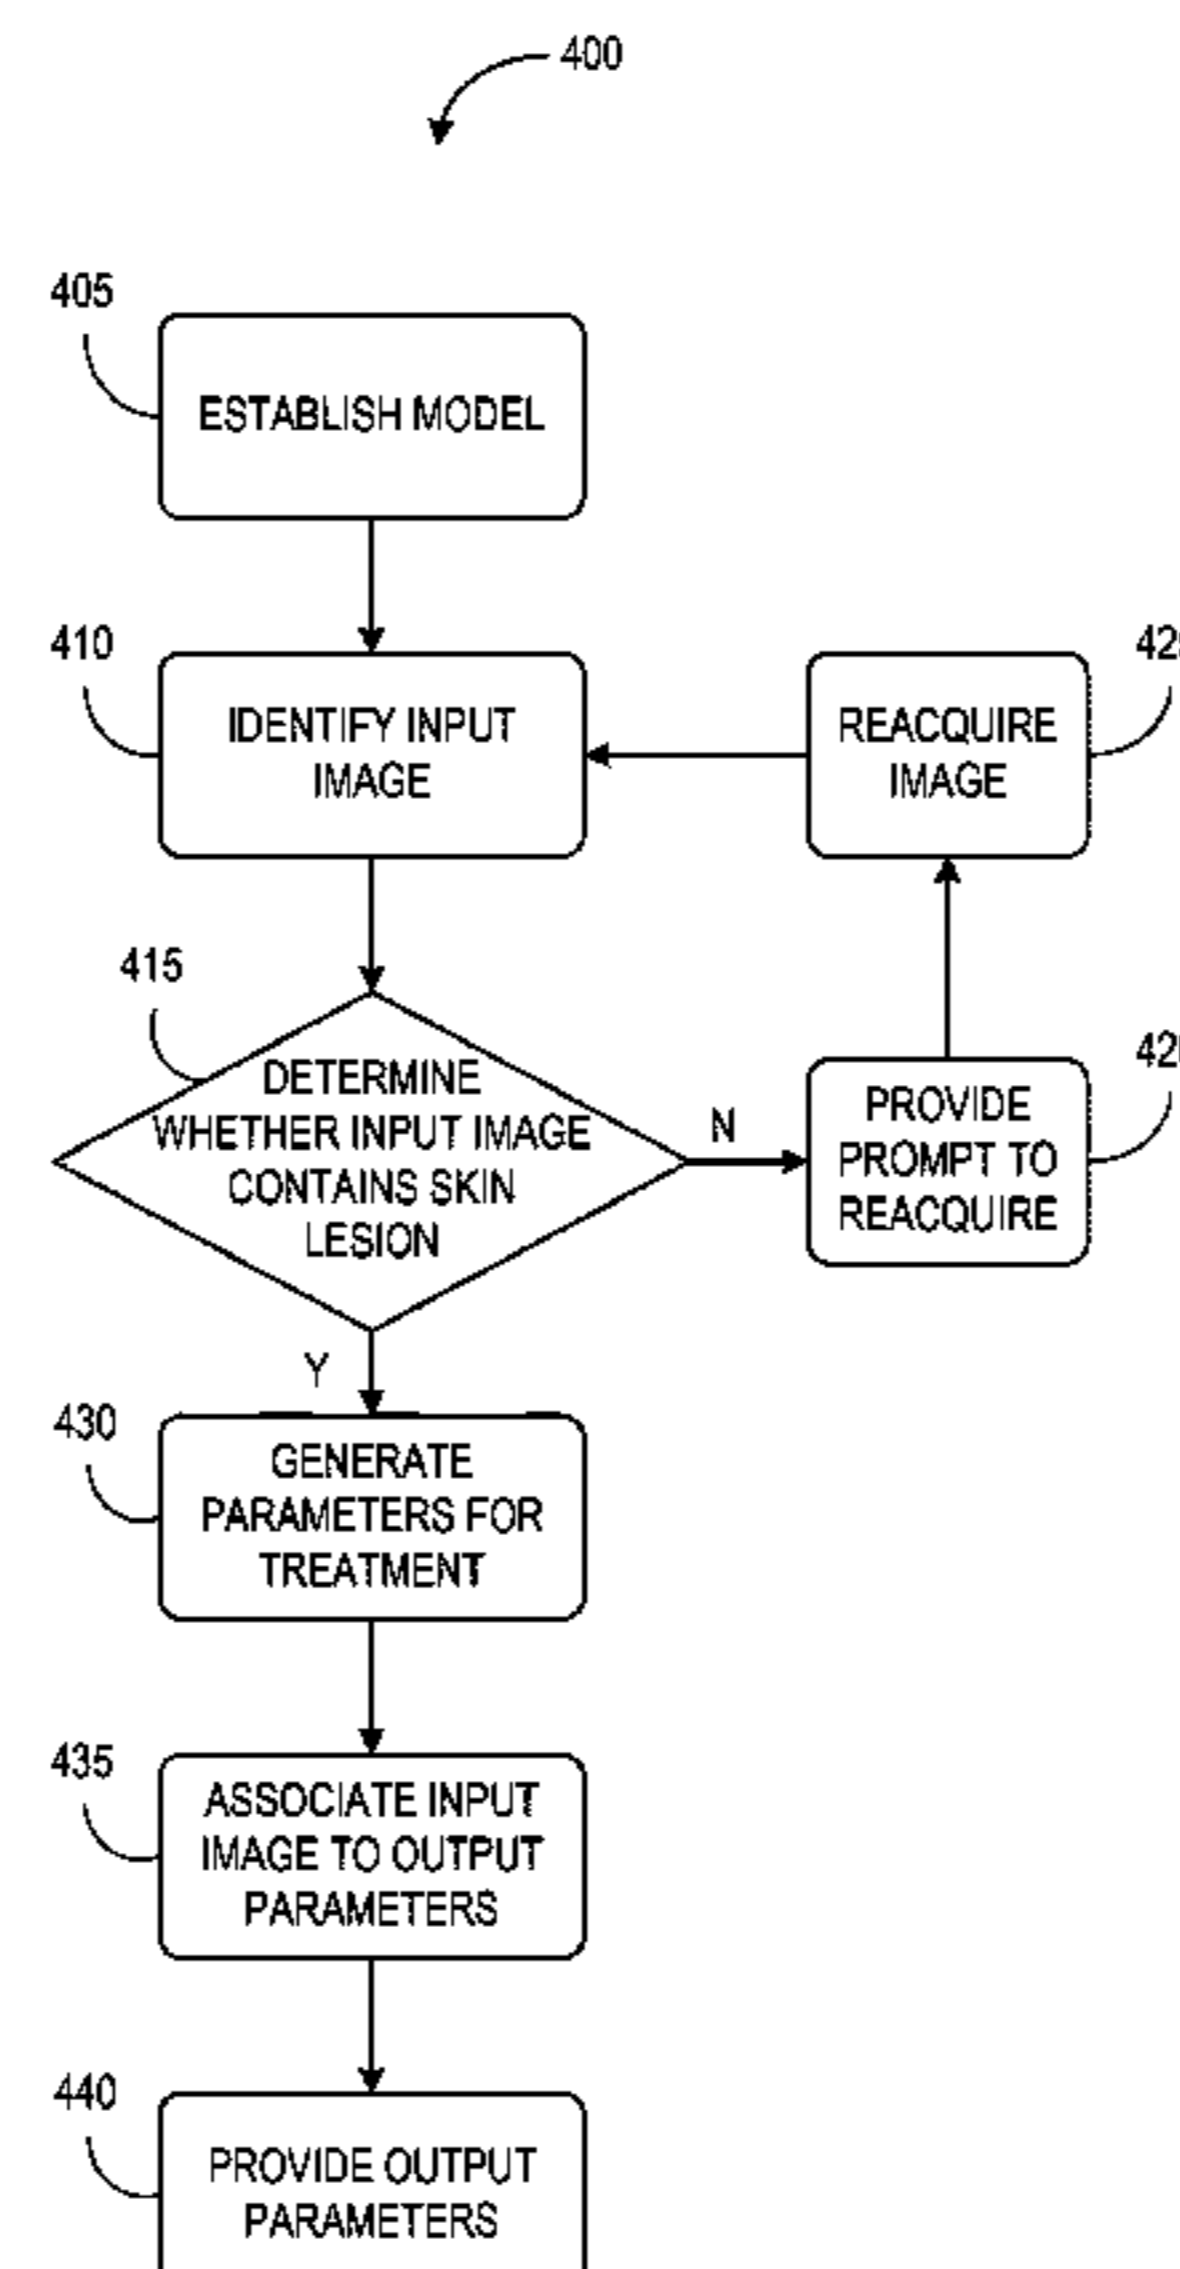 400
405
ESTABLISH MODEL
410
IDENTIFY INPUT
IMAGE
REACQUIRE
IMAGE
415
DETERMINE
WHETHER INPUT IMAGE
CONTAINS SKIN
LESION
N
PROVIDE
PROMPT TO
REACQUIRE
Y
430
GENERATE
PARAMETERS FOR
TREATMENT
435
ASSOCIATE INPUT
IMAGE TO OUTPUT
PARAMETERS
440
PROVIDE OUTPUT
PARAMETERS